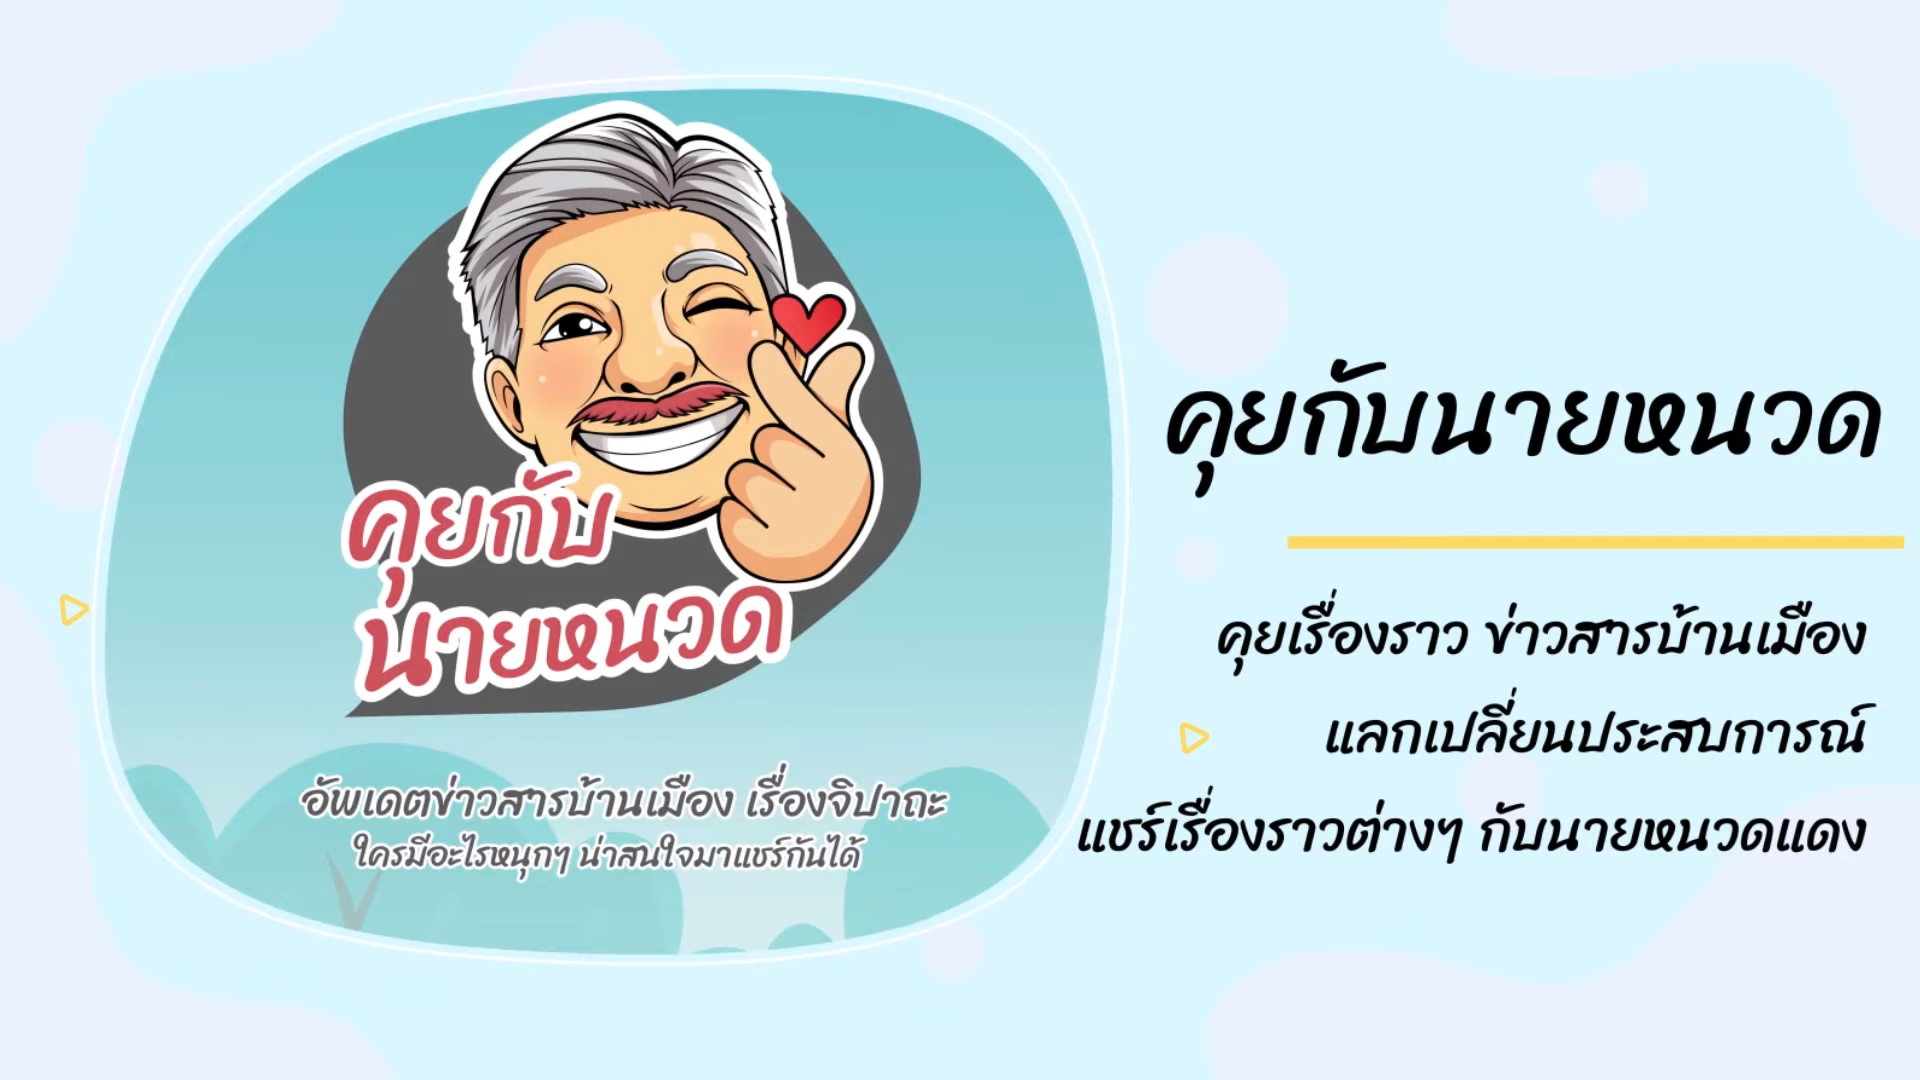 คุยกับ
นายหนวด
อัพเดตข่าวสารบ้านเมือง เรื่องจิปาถะ
ใครมีอะไรหนุกๆ น่าสนใจมาแชร์กันได้
คุยกับนายหนวด
คุยเรื่องราว ข่าวสารบ้านเมือง
แลกเปลี่ยนประสบการณ์
แชร์เรื่องราวต่างๆ กับนายหนวดแดง